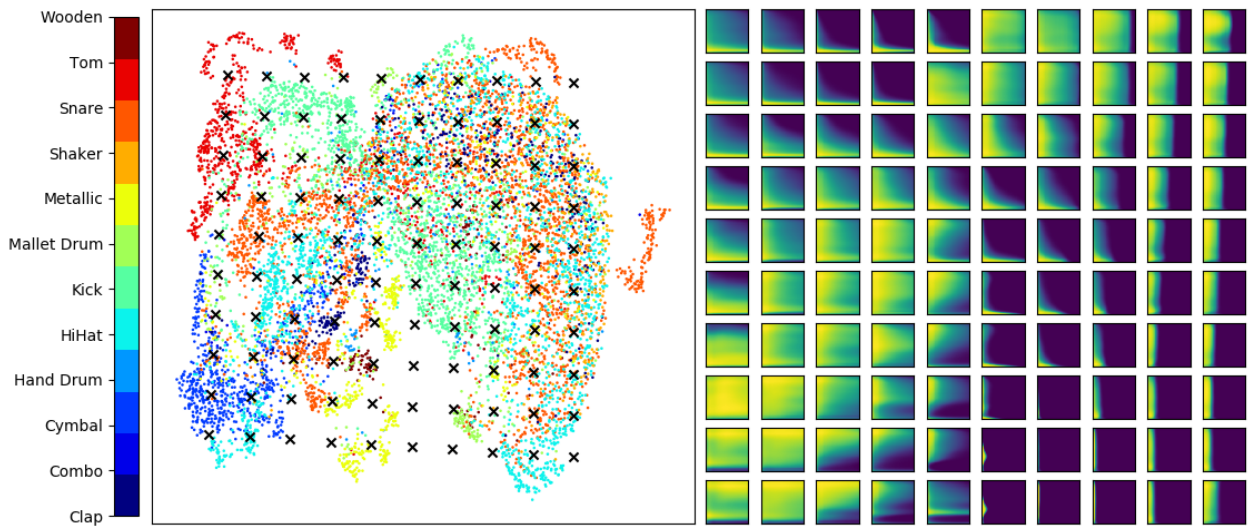 Wooden
Tom
Snare
Shaker
Metallic
Mallet Drum
Kick
HiHat
Hand Drum
Cymbal
Combo
Clap